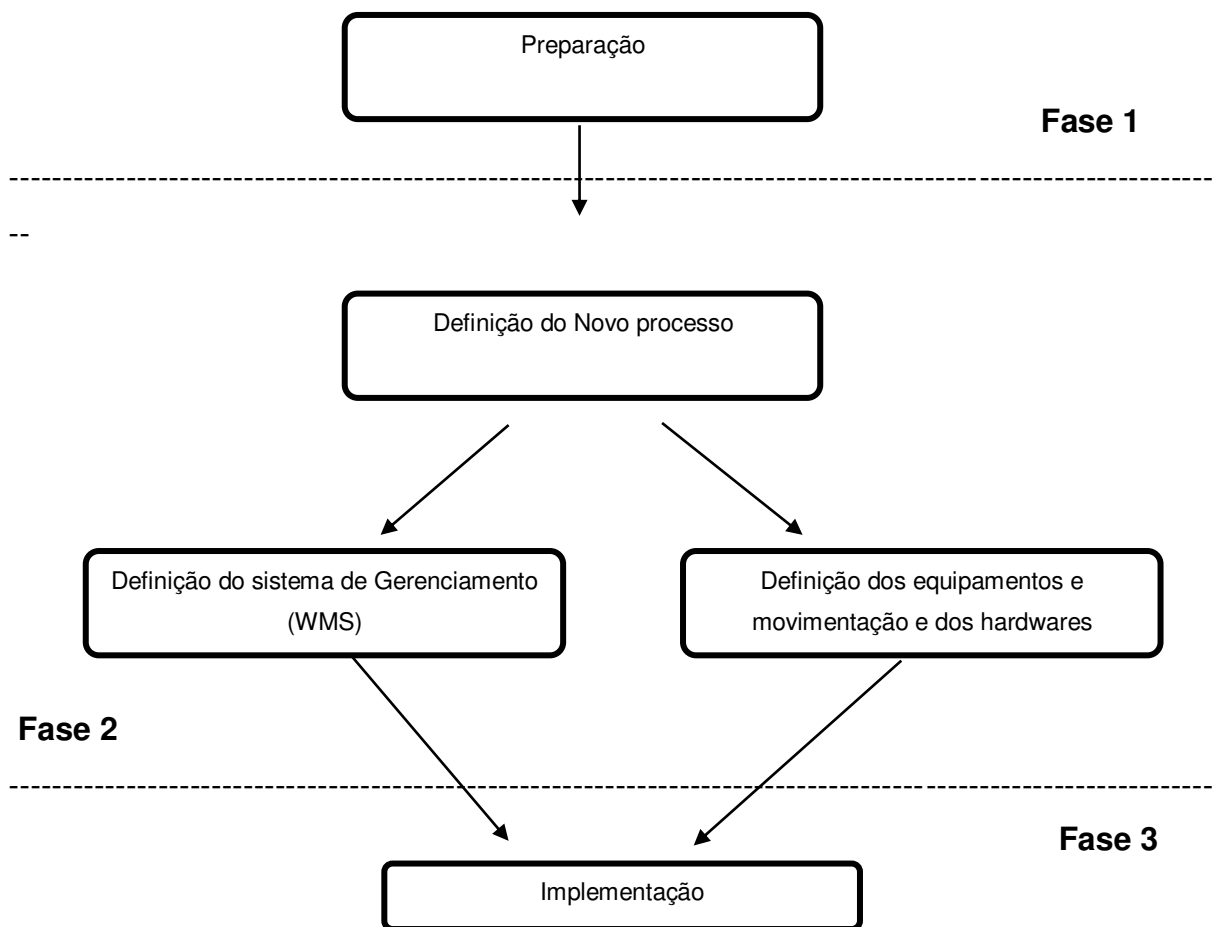 Preparação
Fase 1
--------------------------------------------------------------------------------------------
--
Definição do Novo processo
Definição do sistema de Gerenciamento
(WMS)
Definição dos equipamentos e
movimentação e dos hardwares
Fase 2
--------------------------------------------------------------------------------------------
Fase 3
Implementação